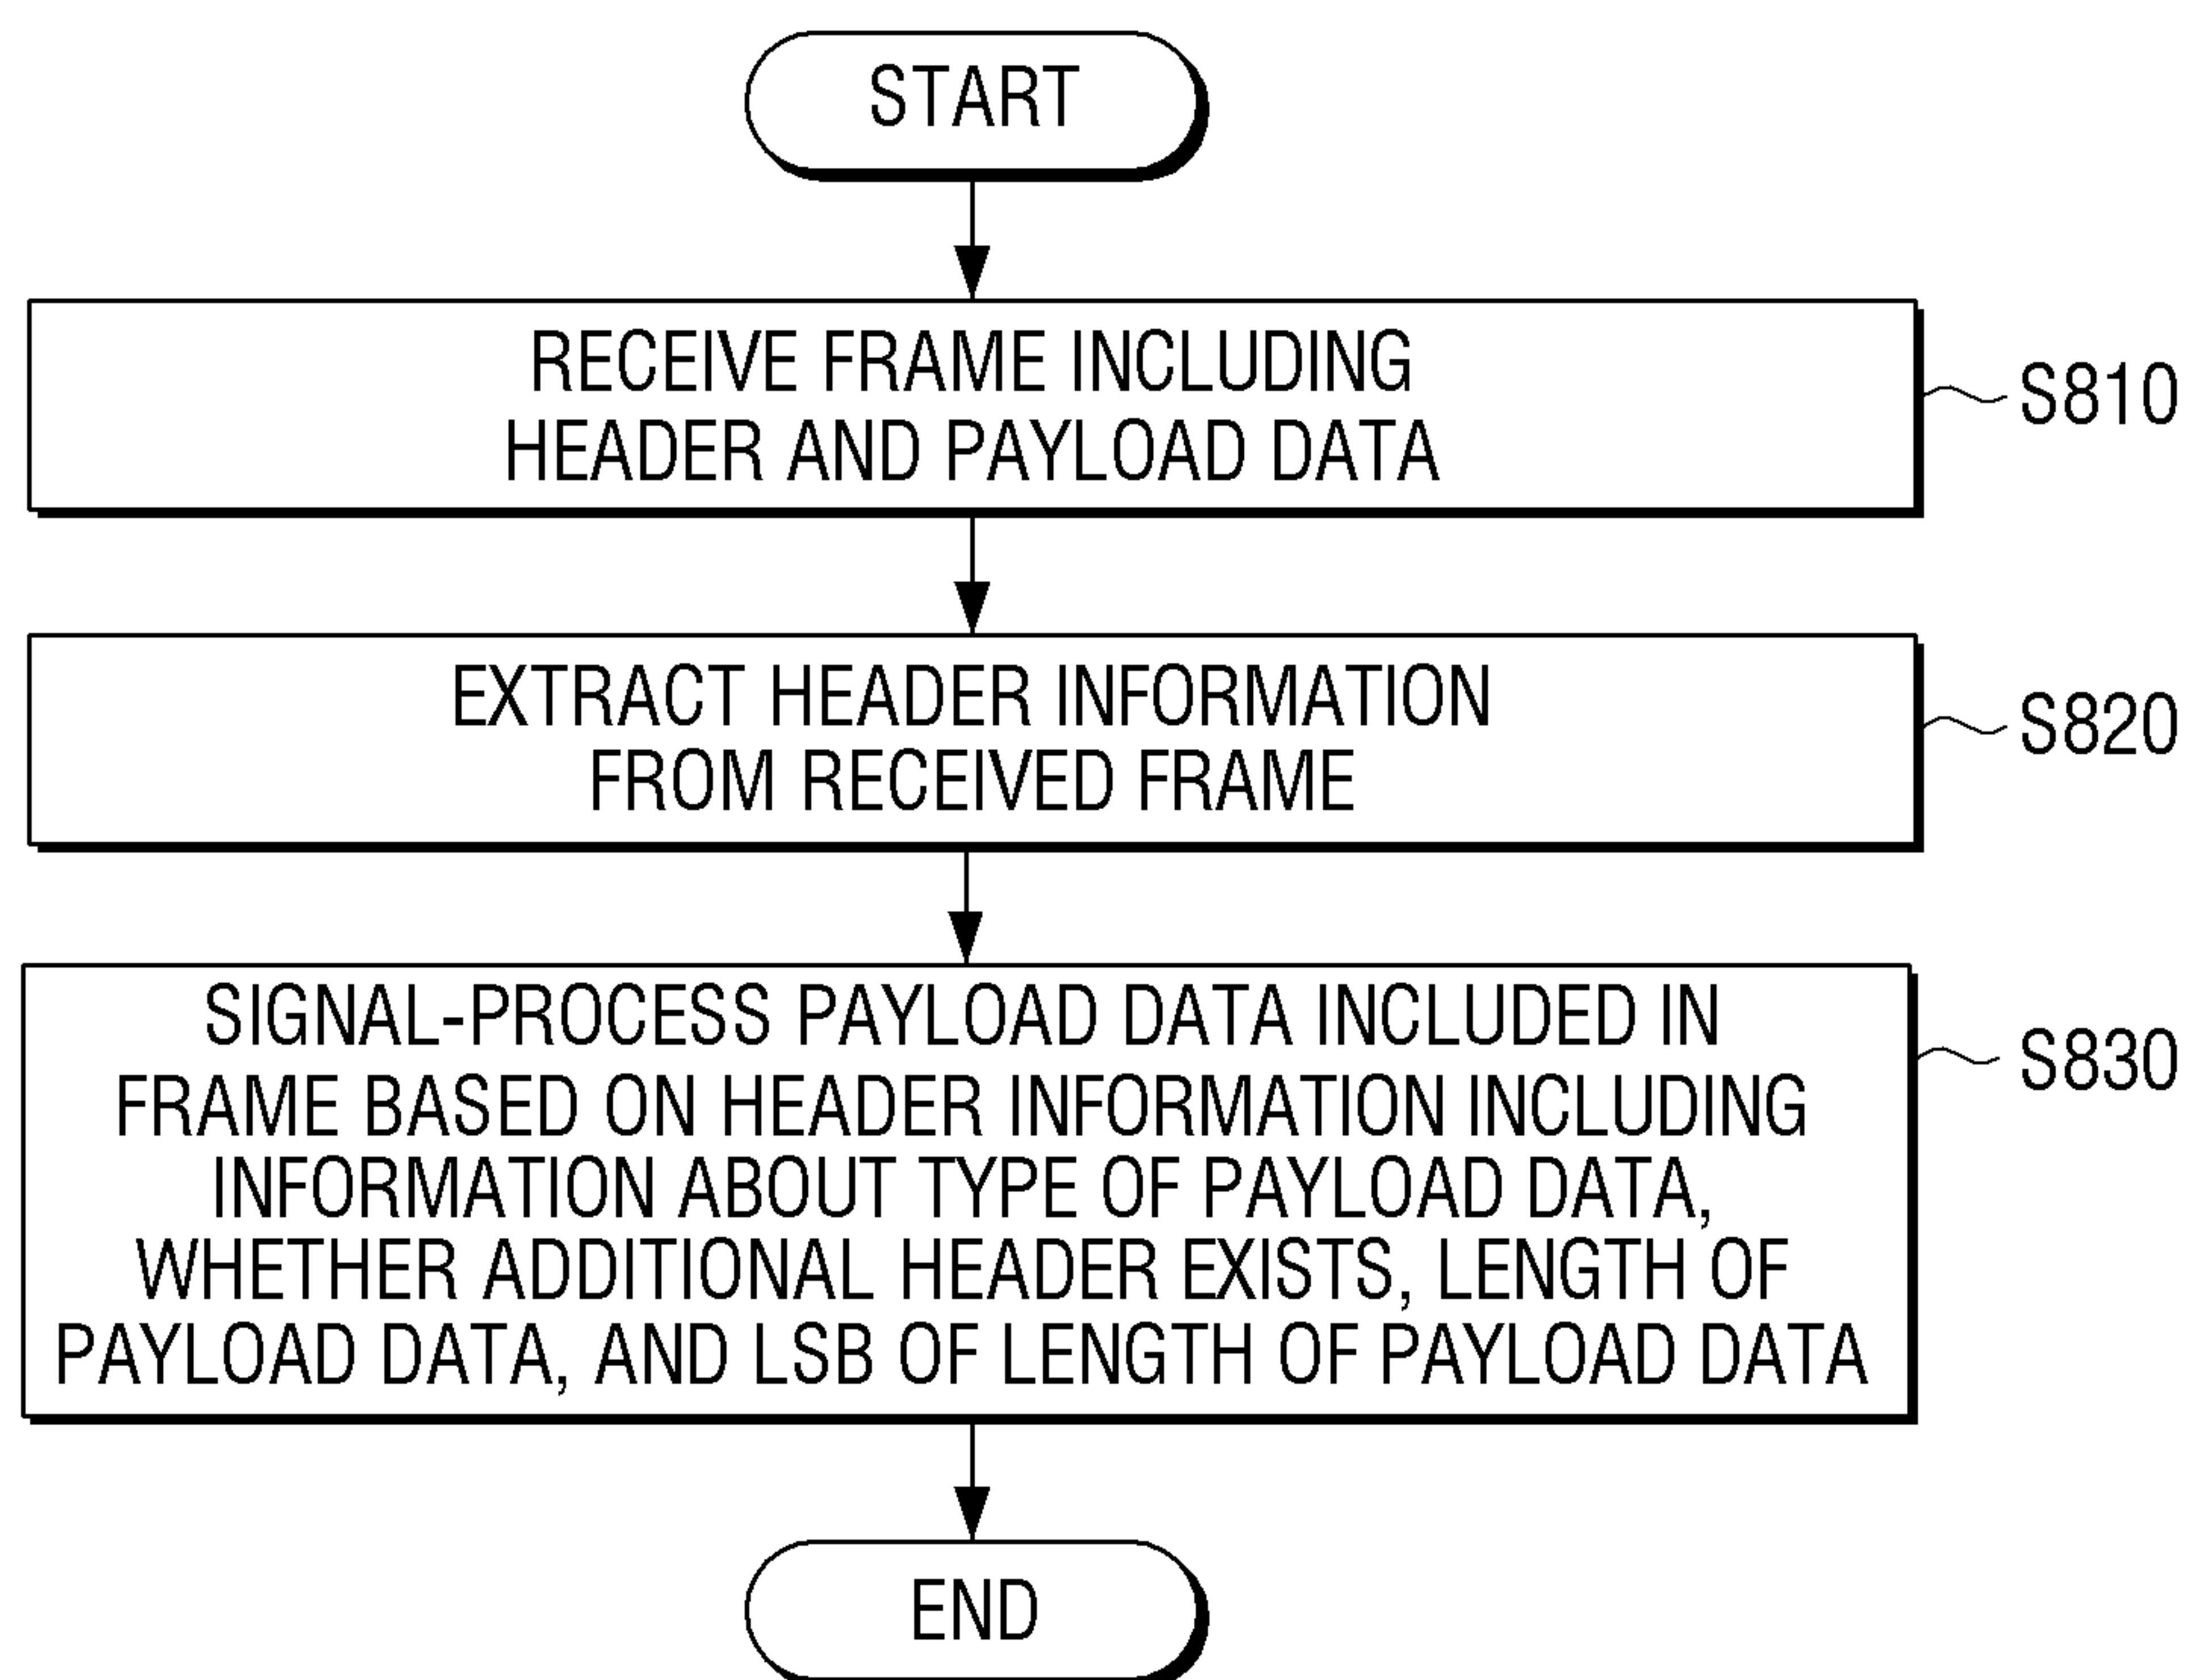 START
RECEIVE FRAME INCLUDING
HEADER AND PAYLOAD DATA
S810
EXTRACT HEADER INFORMATION
FROM RECEIVED FRAME
S820
SIGNAL-PROCESS PAYLOAD DATA INCLUDED IN
FRAME BASED ON HEADER INFORMATION INCLUDING
INFORMATION ABOUT TYPE OF PAYLOAD DATA,
WHETHER ADDITIONAL HEADER EXISTS, LENGTH OF
PAYLOAD DATA, AND LSB OF LENGTH OF PAYLOAD DATA
S830
END